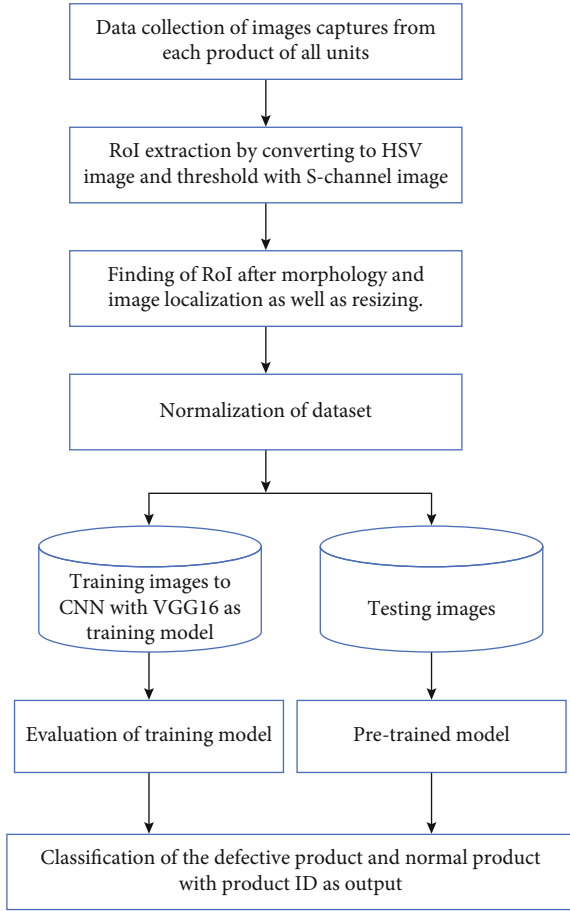 Data collection of images captures from
each product of all units
RoI extraction by converting to HSV
image and threshold with S-channel image
Finding of RoI after morphology and
image localization as well as resizing.
Normalization of dataset
Training images to
CNN with VGG16 as
training model
Testing images
Evaluation of training model
Pre-trained model
Classification of the defective product and normal product
with product ID as output